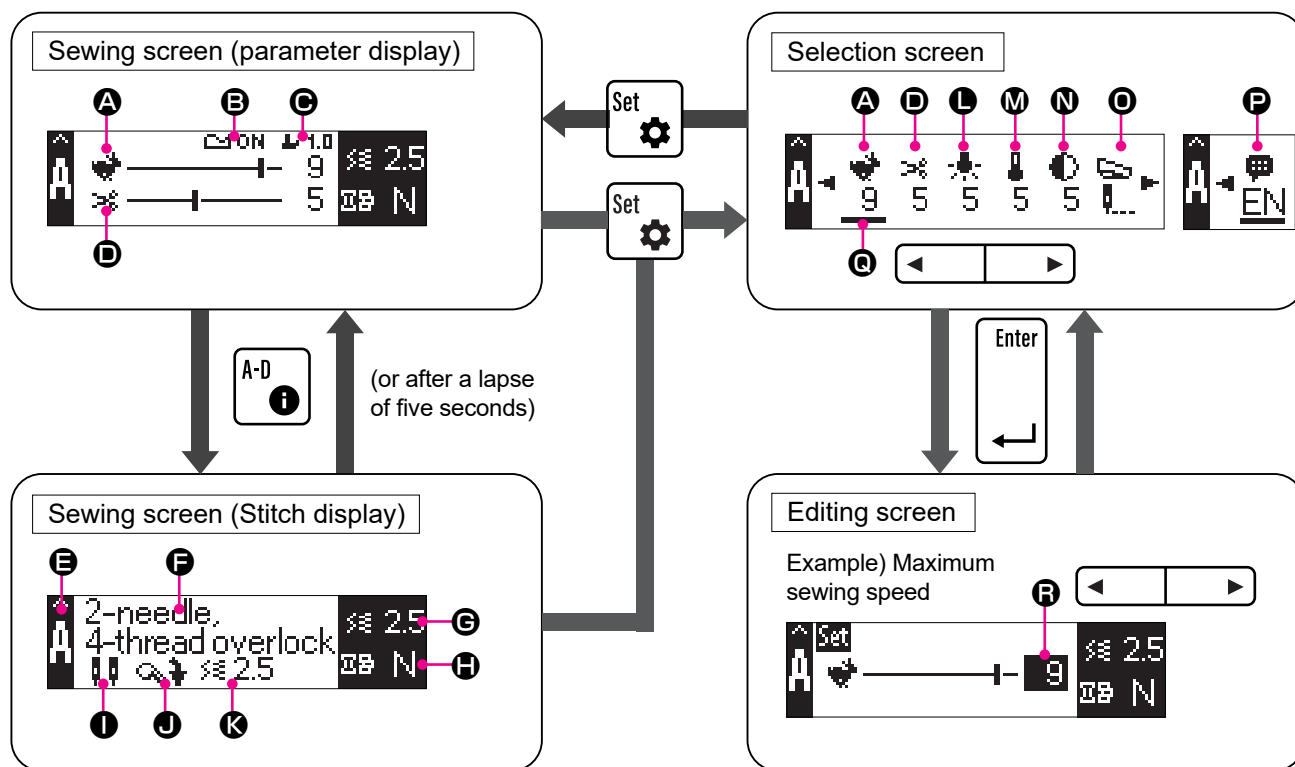 Sewing screen (parameter display)
A
B
C
ON
1.0
9
2.5
5
N
D
Set
Set
Selection screen
A
D
L
M
N
O
P
9
5
5
5
5
EN
Q
A-D
i
(or after a lapse
of five seconds)
Enter
Sewing screen (Stitch display)
E
F
2-needle,
4-thread overlock
2.5
2.5
G
N
H
I
J
K
Editing screen
Example) Maximum
sewing speed
R
Set
9
2.5
N